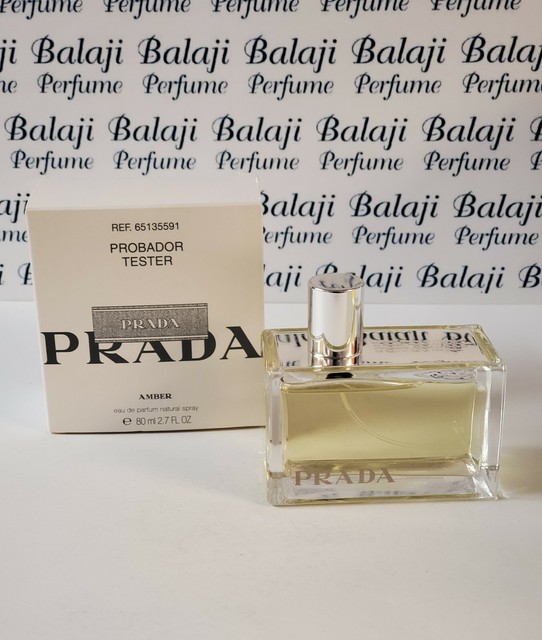 Perfume Perfume Perfume Perfume Perfume
Balaji Balaji Balaji Balaji Balaji
Perfume Perfume Perfume Perfume
Balaji Balaji Balaji Balaji Balaji
Perfume Perfume Perfume Perfume Perfume
Balaji Balaji Balaji
Perfume Perfume Perfume
Balaji Balaji Balaji
REF. 65135591
PROBADOR
TESTER
PRADA
PRADA
AMBER
eau de parfum natural spray
℮ 80 ml 2.7 FL OZ
PRADA